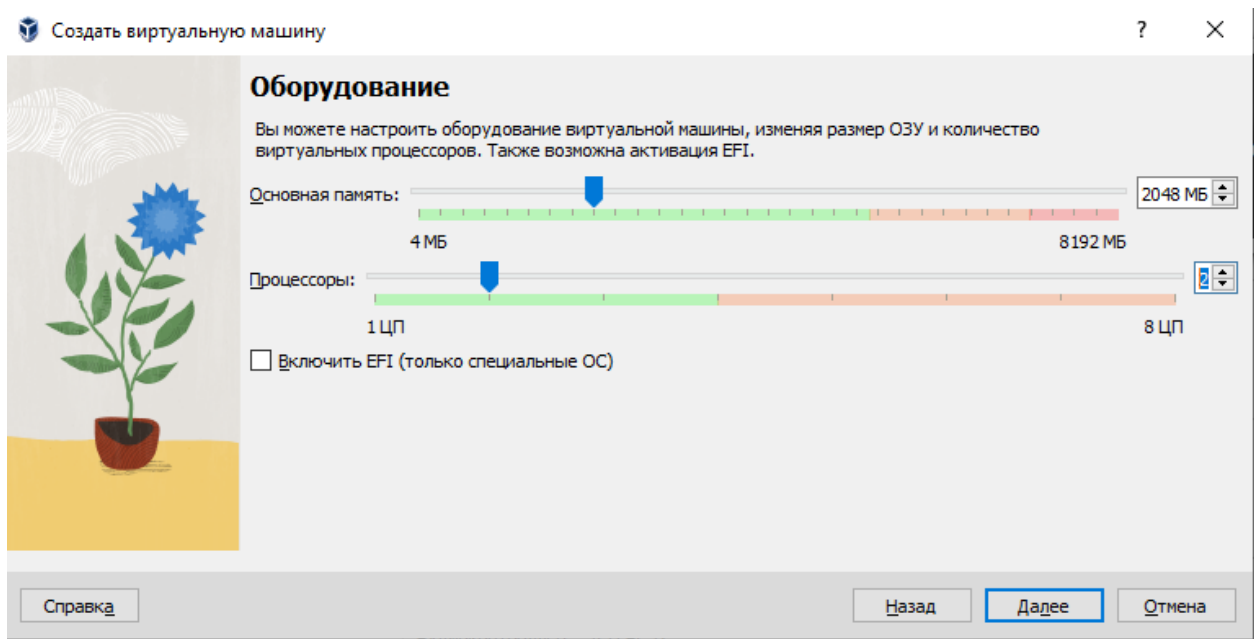 Создать виртуальную машину
Оборудование
Вы можете настроить оборудование виртуальной машины, изменяя размер ОЗУ и количество
виртуальных процессоров. Также возможна активация EFI.
Основная память:
2048 МБ
4 МБ
8192 МБ
Процессоры:
2
1 ЦП
8 ЦП
Включить EFI (только специальные ОС)
Справка
Назад
Далее
Отмена